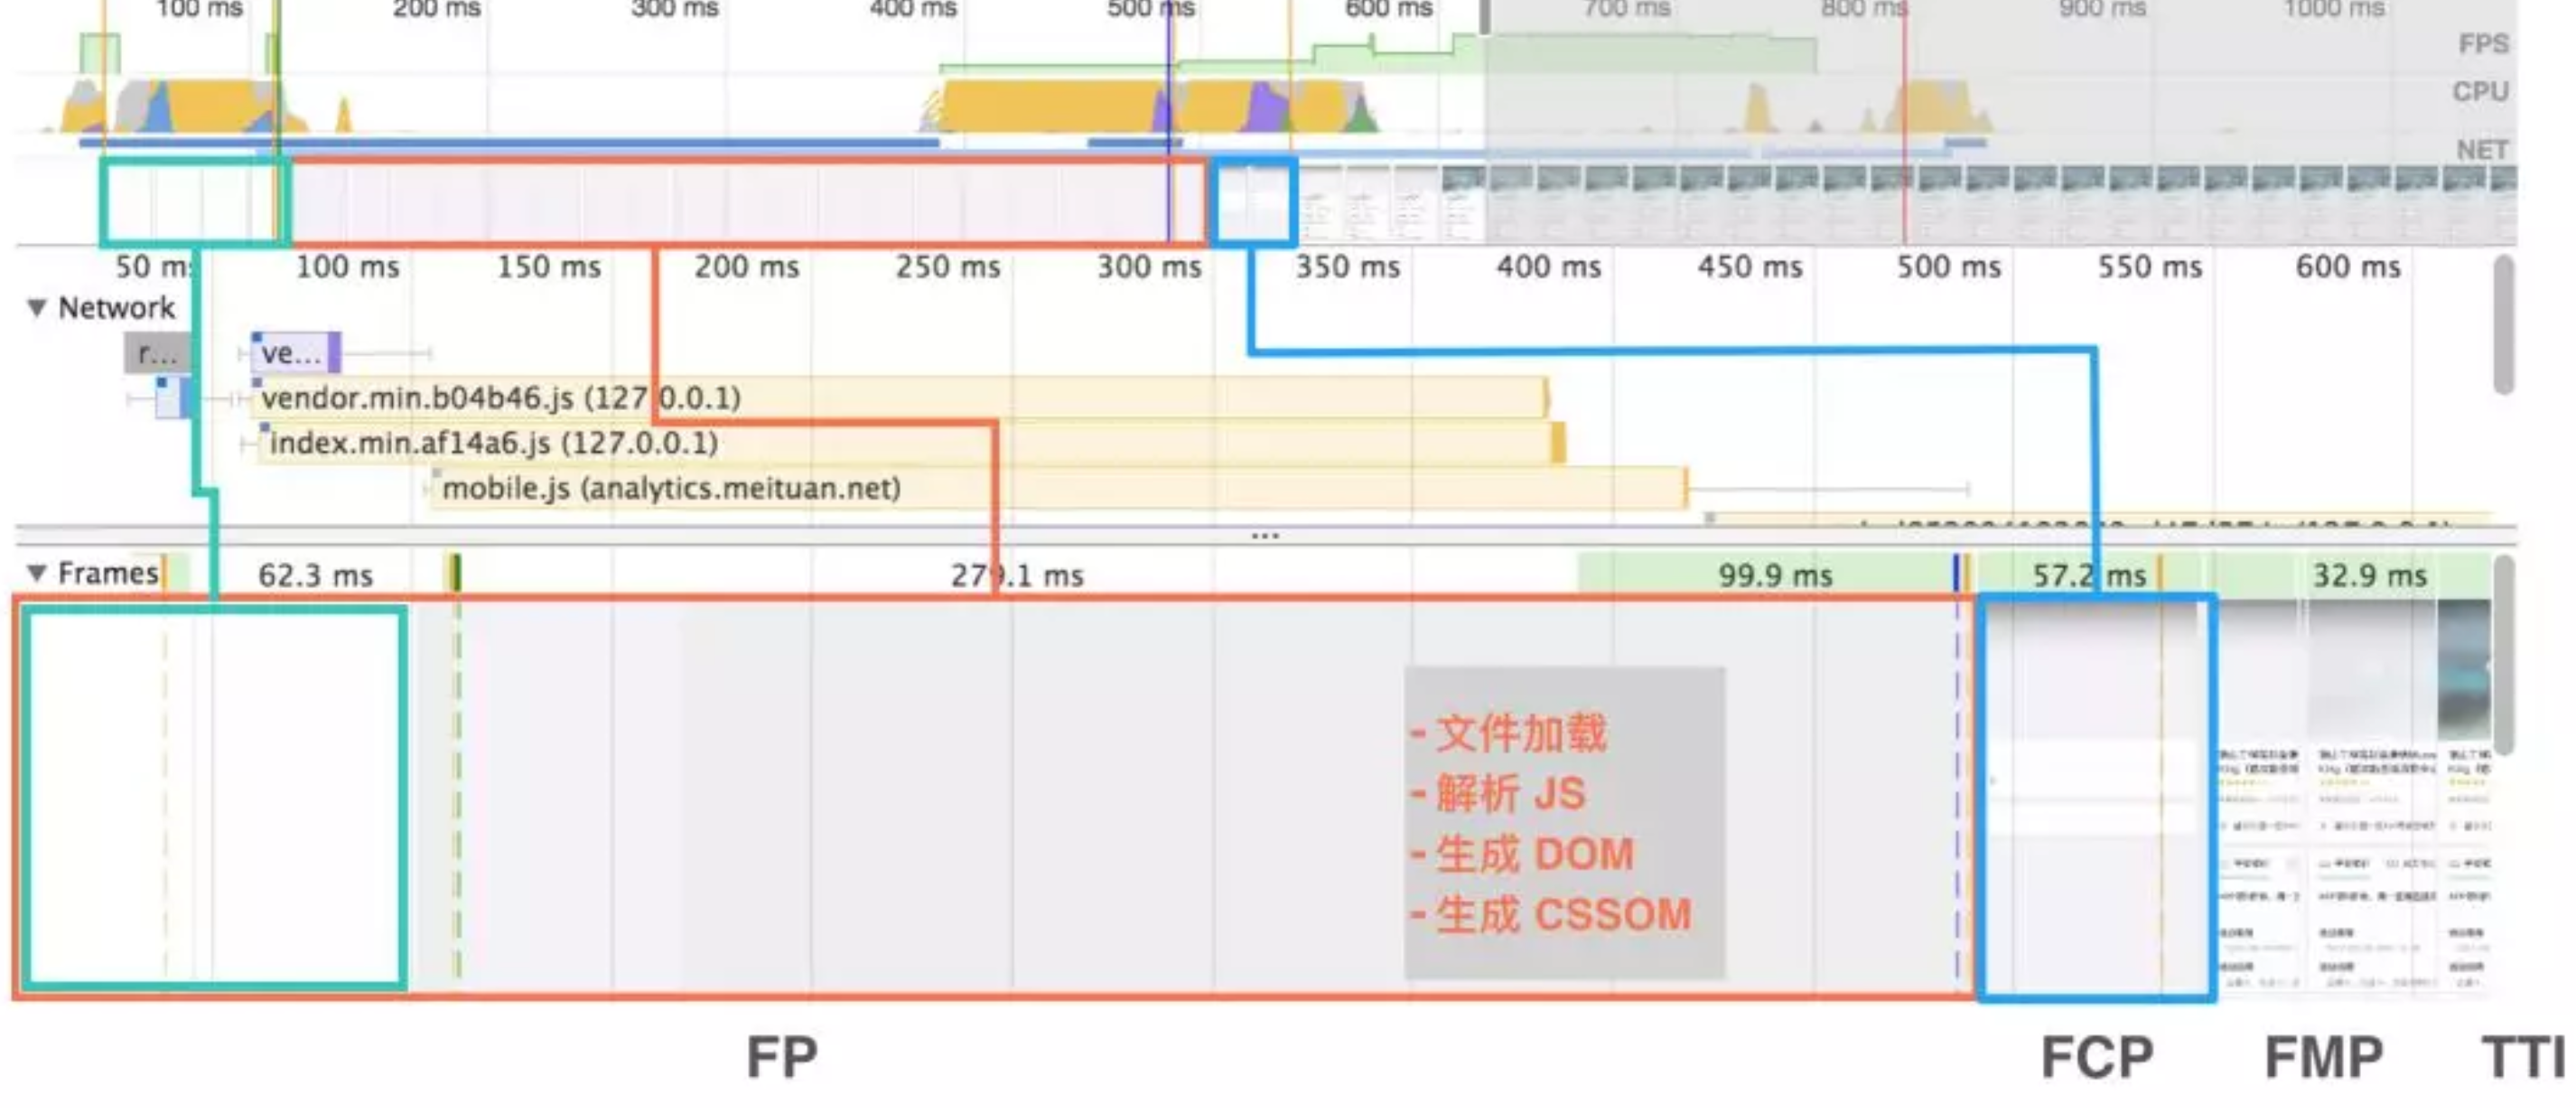 100 ms 200 ms 300 ms 400 ms 500 ms 600 ms 700 ms 800 ms 900 ms 1000 ms
FPS
CPU
NET
50 ms 100 ms 150 ms 200 ms 250 ms 300 ms 350 ms 400 ms 450 ms 500 ms 550 ms 600 ms
▼ Network
r... ve...
vendor.min.b04b46.js (127.0.0.1)
index.min.af14a6.js (127.0.0.1)
mobile.js (analytics.meituan.net)
...
▼ Frames 62.3 ms 279.1 ms 99.9 ms 57.2 ms 32.9 ms
- 文件加载
- 解析 JS
- 生成 DOM
- 生成 CSSOM
FP FCP FMP TTI